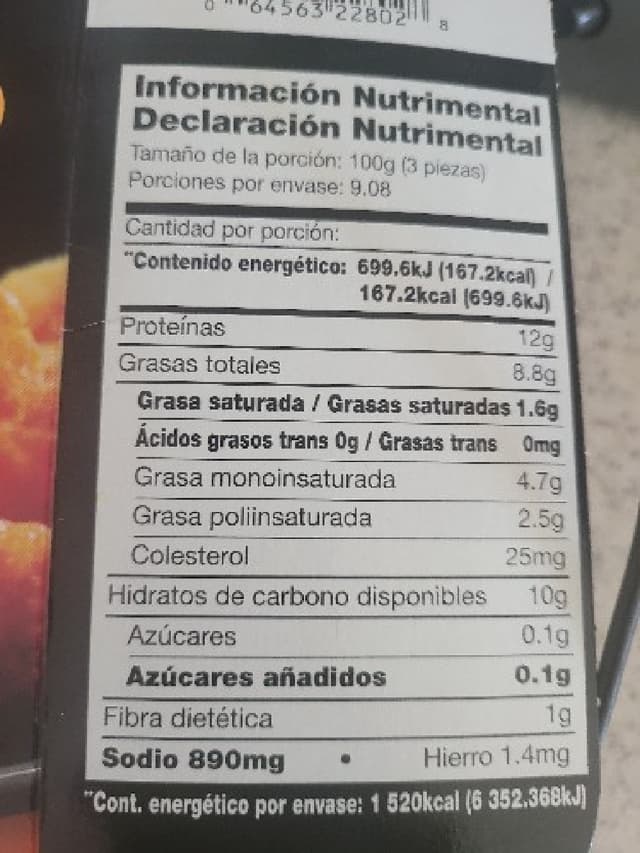 0 64563 22802 8
Información Nutrimental
Declaración Nutrimental
Tamaño de la porción: 100g (3 piezas)
Porciones por envase: 9.08
Cantidad por porción:
**Contenido energético: 699.6kJ (167.2kcal) /
167.2kcal (699.6kJ)
Proteínas 12g
Grasas totales 8.8g
Grasa saturada / Grasas saturadas 1.6g
Ácidos grasos trans 0g / Grasas trans 0mg
Grasa monoinsaturada 4.7g
Grasa poliinsaturada 2.5g
Colesterol 25mg
Hidratos de carbono disponibles 10g
Azúcares 0.1g
Azúcares añadidos 0.1g
Fibra dietética 1g
Sodio 890mg • Hierro 1.4mg
**Cont. energético por envase: 1 520kcal (6 352.368kJ)